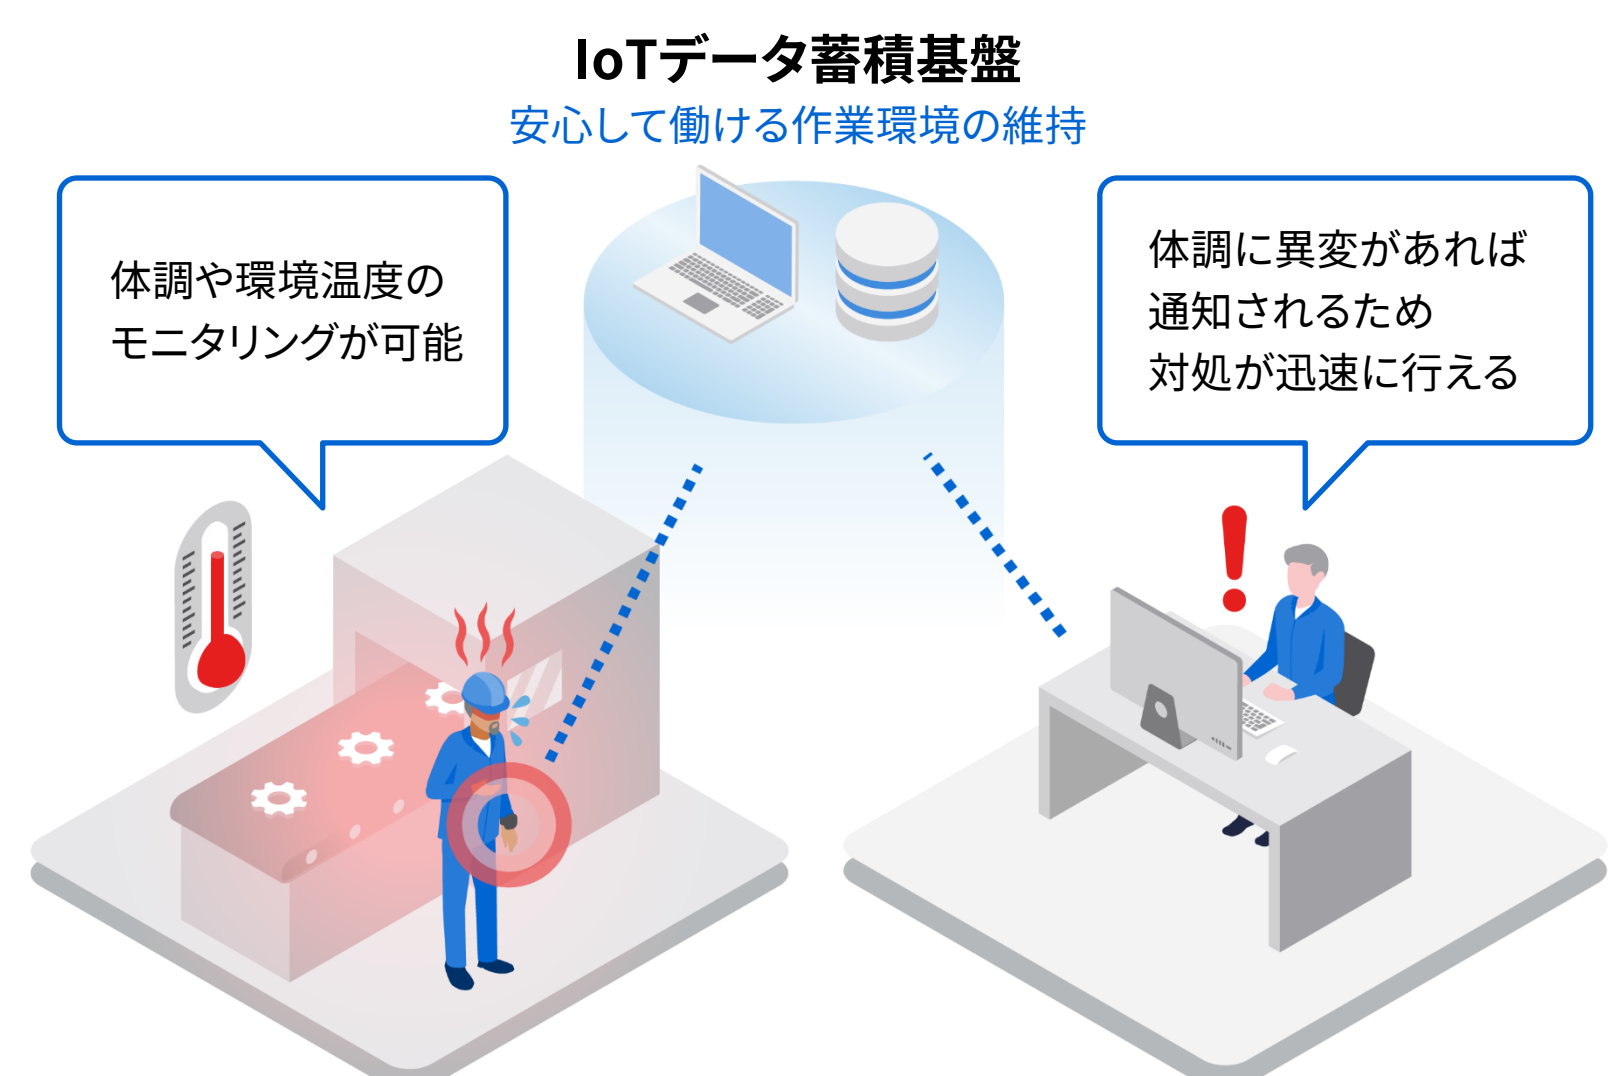 IoTデータ蓄積基盤
安心して働ける作業環境の維持
体調や環境温度の
モニタリングが可能
体調に異変があれば
通知されるため
対処が迅速に行える